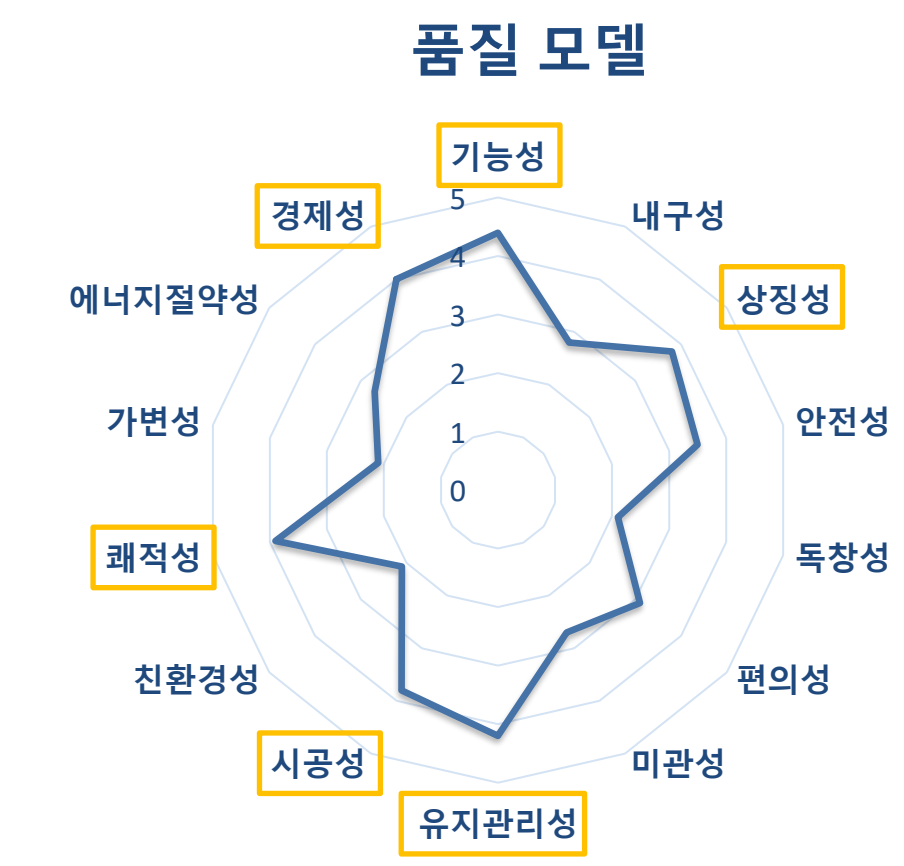 품질 모델
기능성
경제성
내구성
5
4
3
2
1
0
에너지절약성
상징성
가변성
안전성
쾌적성
독창성
친환경성
편의성
시공성
미관성
유지관리성